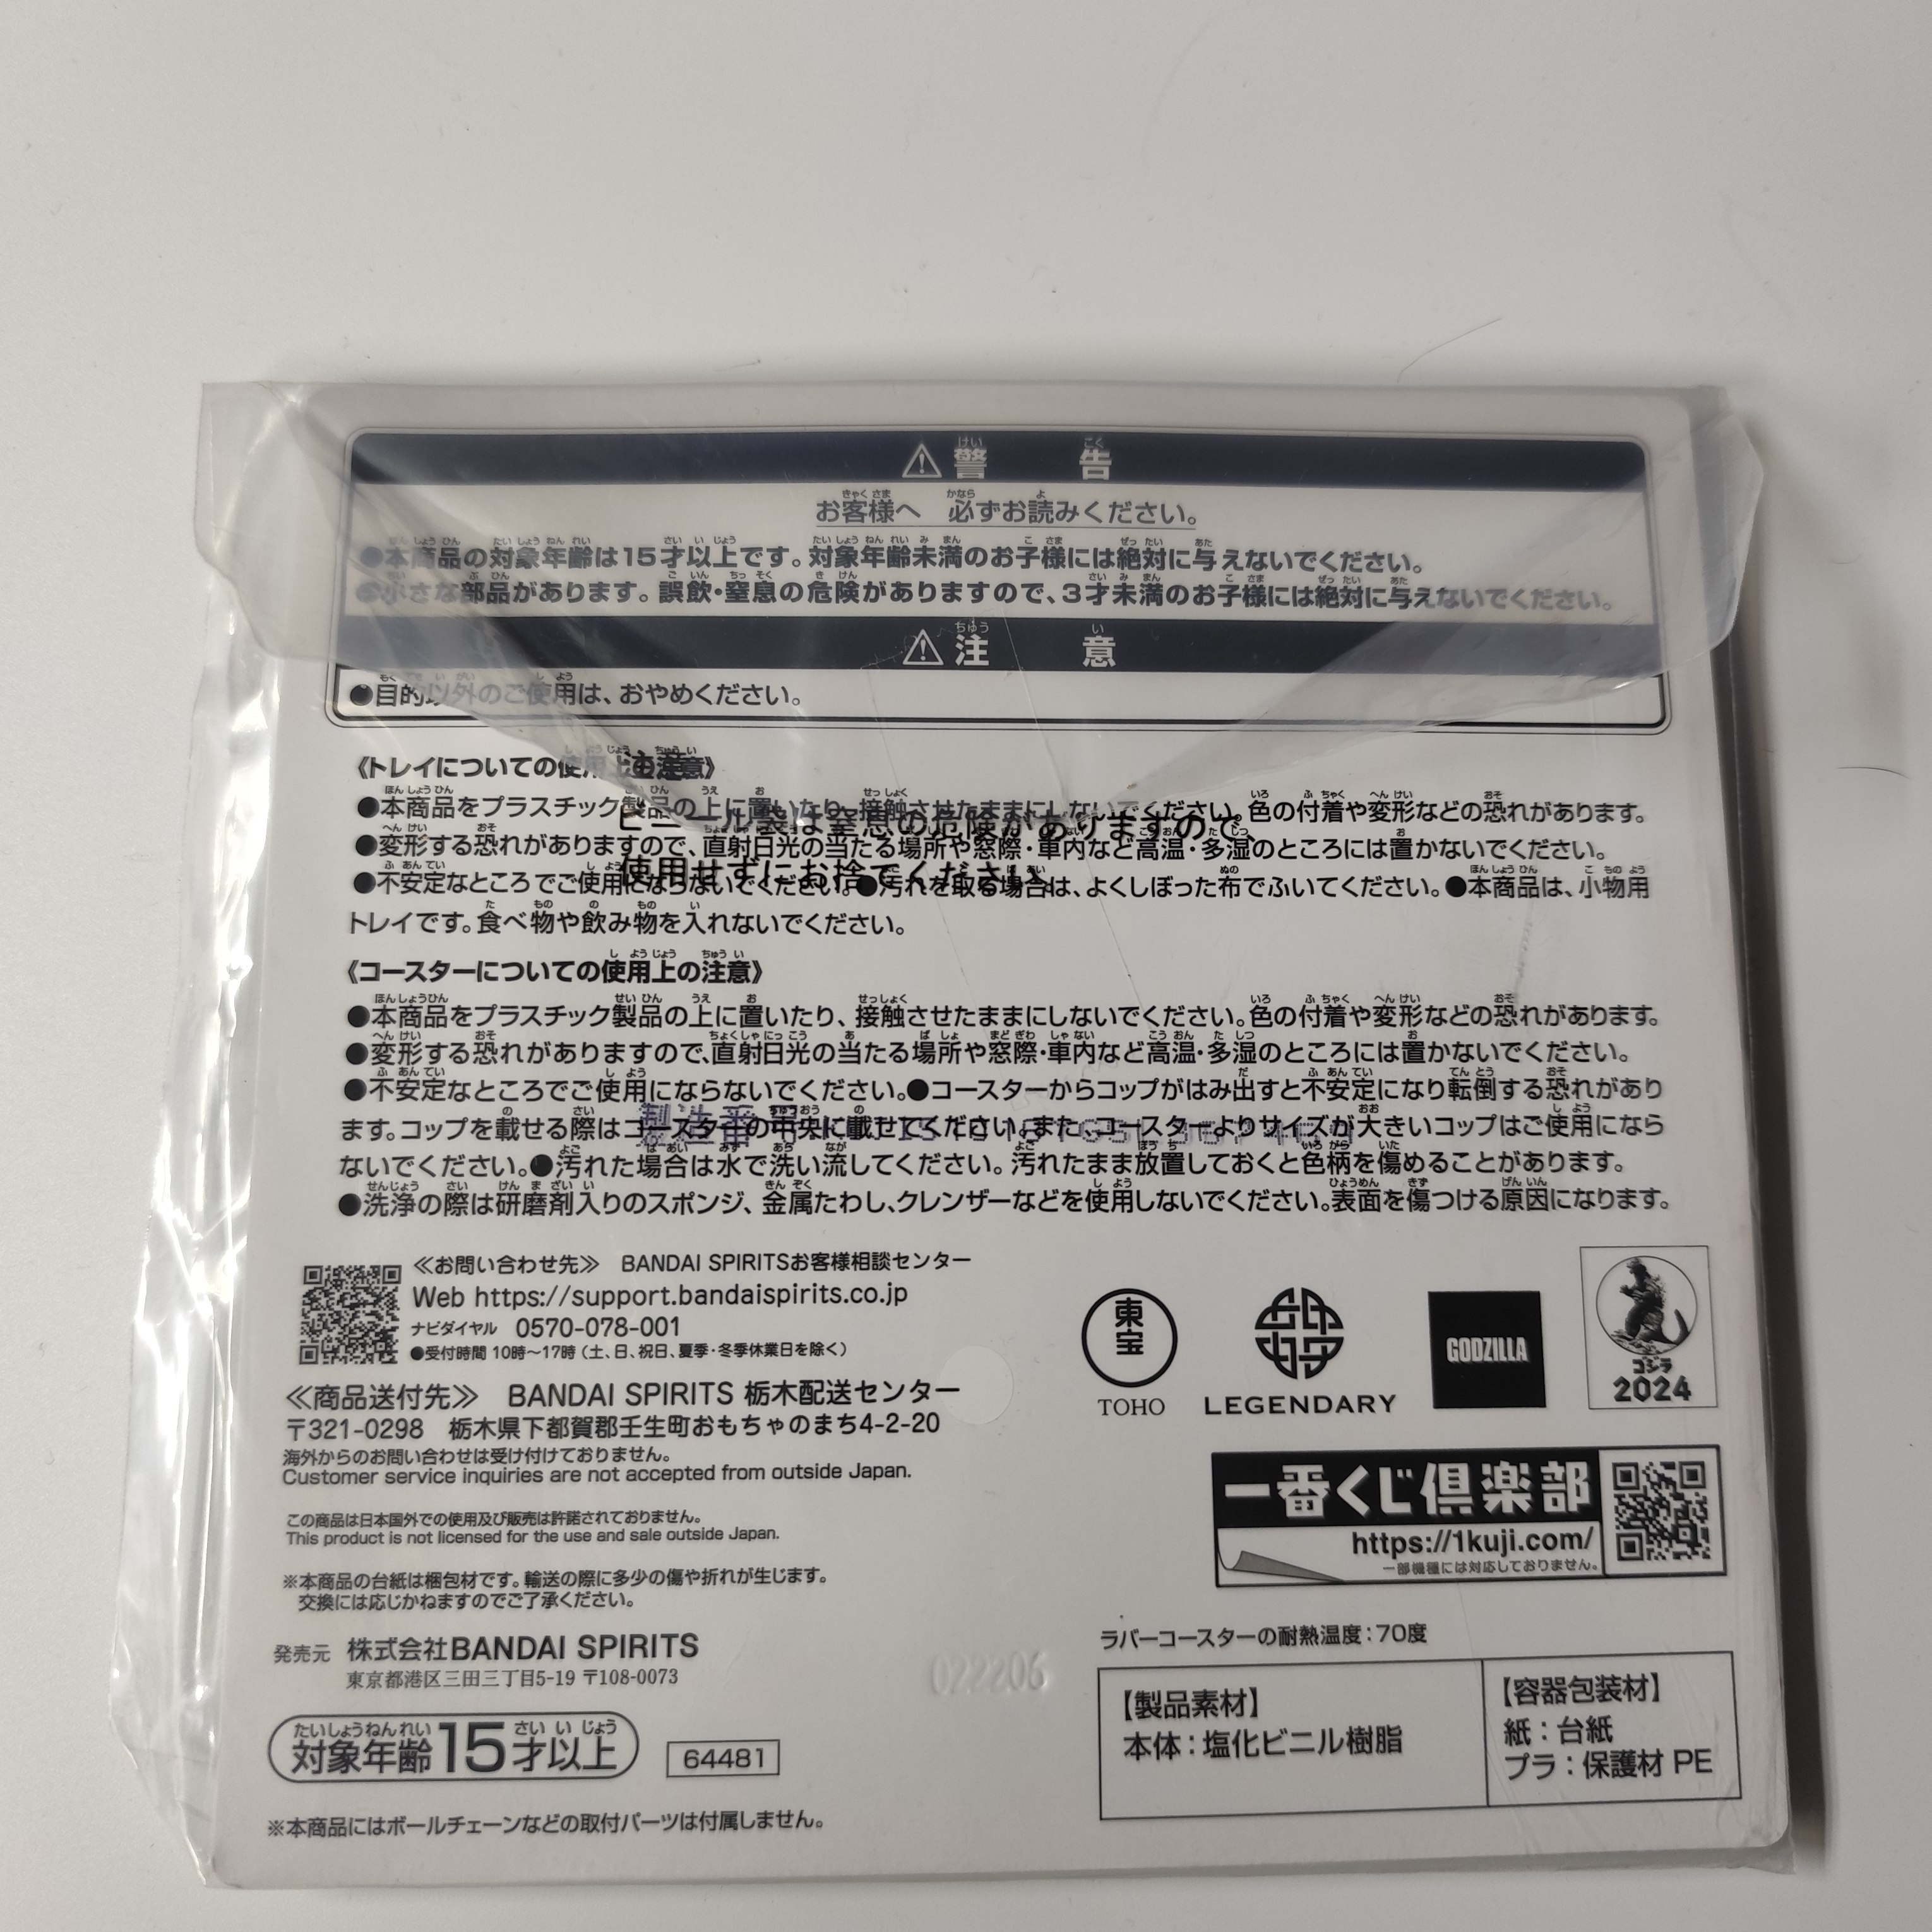 警告
お客様へ 必ずお読みください。
●本商品の対象年齢は15才以上です。対象年齢未満のお子様には絶対に与えないでください。
●小さな部品があります。誤飲・窒息の危険がありますので、3才未満のお子様には絶対に与えないでください。
注意
●目的以外のご使用は、おやめください。
《トレイについての使用上の注意》
注意
●本商品をプラスチック製品の上に置いたり、接触させたままにしないでください。色の付着や変形などの恐れがあります。
ビニール袋は窒息の危険がありますので、
●変形する恐れがありますので、直射日光の当たる場所や窓際・車内など高温・多湿のところには置かないでください。
使用せずにお捨てください。
●不安定なところでご使用にならないでください。●汚れを取る場合は、よくしぼった布でふいてください。●本商品は、小物用
トレイです。食べ物や飲み物を入れないでください。
《コースターについての使用上の注意》
●本商品をプラスチック製品の上に置いたり、接触させたままにしないでください。色の付着や変形などの恐れがあります。
●変形する恐れがありますので、直射日光の当たる場所や窓際・車内など高温・多湿のところには置かないでください。
●不安定なところでご使用にならないでください。●コースターからコップがはみ出すと不安定になり転倒する恐れがあり
ます。コップを載せる際はコースターの中央に載せてください。また、コースターよりサイズが大きいコップはご使用になら
製造番号
ないでください。●汚れた場合は水で洗い流してください。汚れたまま放置しておくと色柄を傷めることがあります。
●洗浄の際は研磨剤入りのスポンジ、金属たわし、クレンザーなどを使用しないでください。表面を傷つける原因になります。
≪お問い合わせ先≫ BANDAI SPIRITSお客様相談センター
Web https://support.bandaispirits.co.jp
ナビダイヤル 0570-078-001
●受付時間 10時～17時（土、日、祝日、夏季・冬季休業日を除く）
≪商品送付先≫ BANDAI SPIRITS 栃木配送センター
〒321-0298 栃木県下都賀郡壬生町おもちゃのまち4-2-20
海外からのお問い合わせは受け付けておりません。
Customer service inquiries are not accepted from outside Japan.
この商品は日本国外での使用及び販売は許諾されておりません。
This product is not licensed for the use and sale outside Japan.
※本商品の台紙は梱包材です。輸送の際に多少の傷や折れが生じます。
交換には応じかねますのでご了承ください。
発売元 株式会社BANDAI SPIRITS
東京都港区三田三丁目5-19 〒108-0073
対象年齢15才以上
64481
※本商品にはボールチェーンなどの取付パーツは付属しません。
022206
東宝
TOHO
LEGENDARY
GODZILLA
ゴジラ
2024
一番くじ倶楽部
https://1kuji.com/
一部機種には対応しておりません。
ラバーコースターの耐熱温度：70度
【製品素材】
本体：塩化ビニル樹脂
【容器包装材】
紙：台紙
プラ：保護材 PE